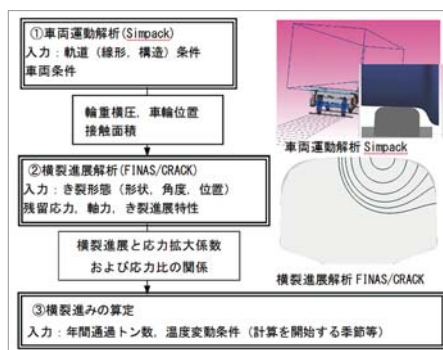 ①車両運動解析(Simpack)
入力：軌道（線形，構造）条件
車両条件
輪重横圧，車輪位置
接触面積
車両運動解析 Simpack
②横裂進展解析(FINAS/CRACK)
入力：き裂形態（形状，角度，位置）
残留応力，軸力，き裂進展特性
横裂進展と応力拡大係数
および応力比の関係
横裂進展解析 FINAS/CRACK
③横裂進みの算定
入力：年間通過トン数，温度変動条件（計算を開始する季節等）